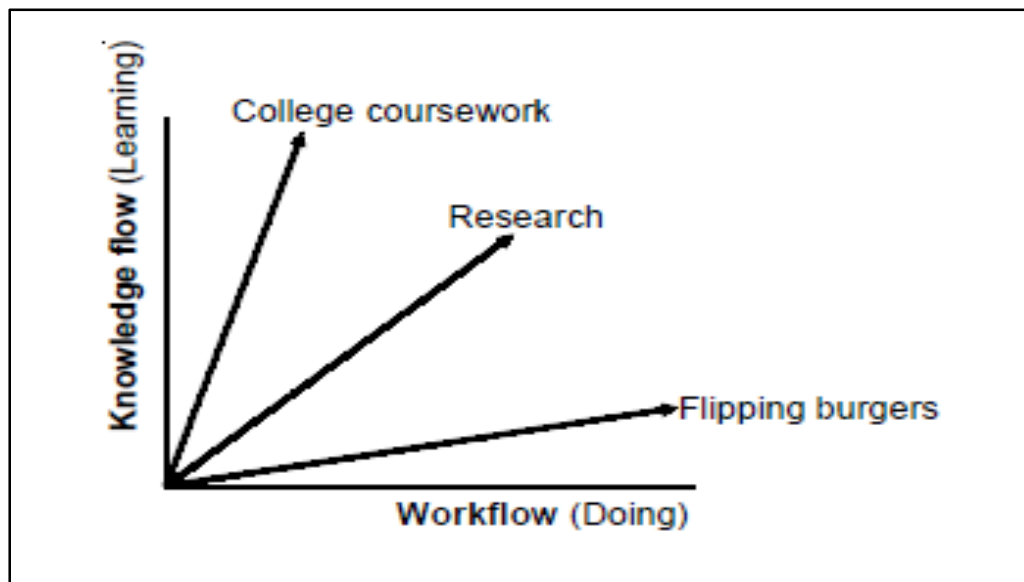 College coursework
Research
Knowledge flow (Learning)
Flipping burgers
Workflow (Doing)